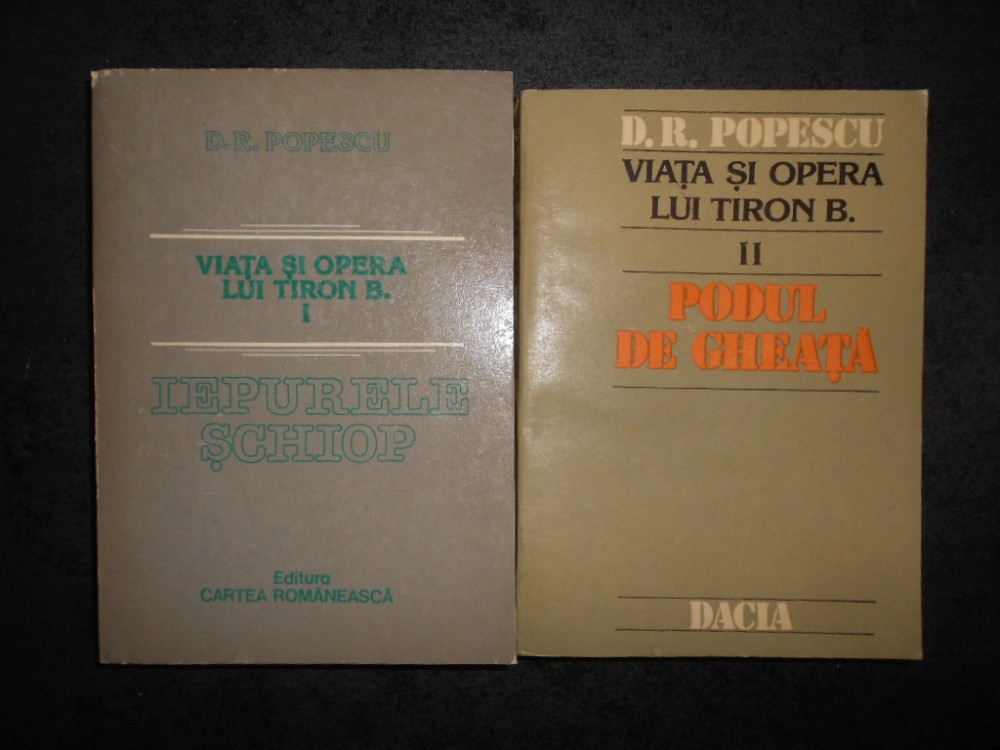 D. R. POPESCU
VIAȚA ȘI OPERA
LUI TIRON B.
I
IEPURELE
ȘCHIOP
Editura
CARTEA ROMÂNEASCĂ
D. R. POPESCU
VIAȚA ȘI OPERA
LUI TIRON B.
II
PODUL
DE GHEAȚĂ
DACIA